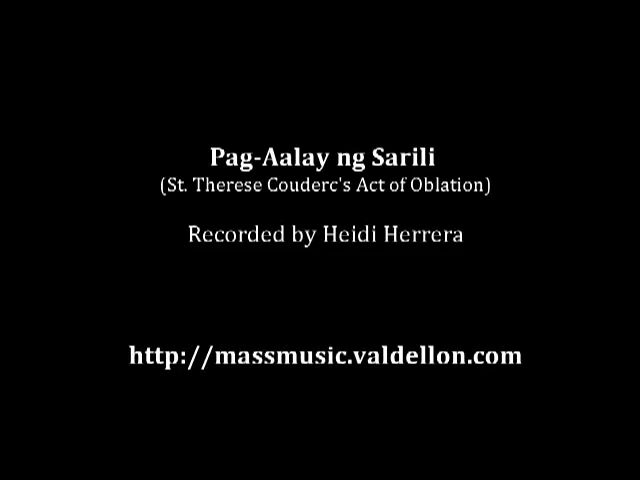 Pag-Aalay ng Sarili
(St. Therese Couderc's Act of Oblation)
Recorded by Heidi Herrera
http://massmusic.valdellon.com